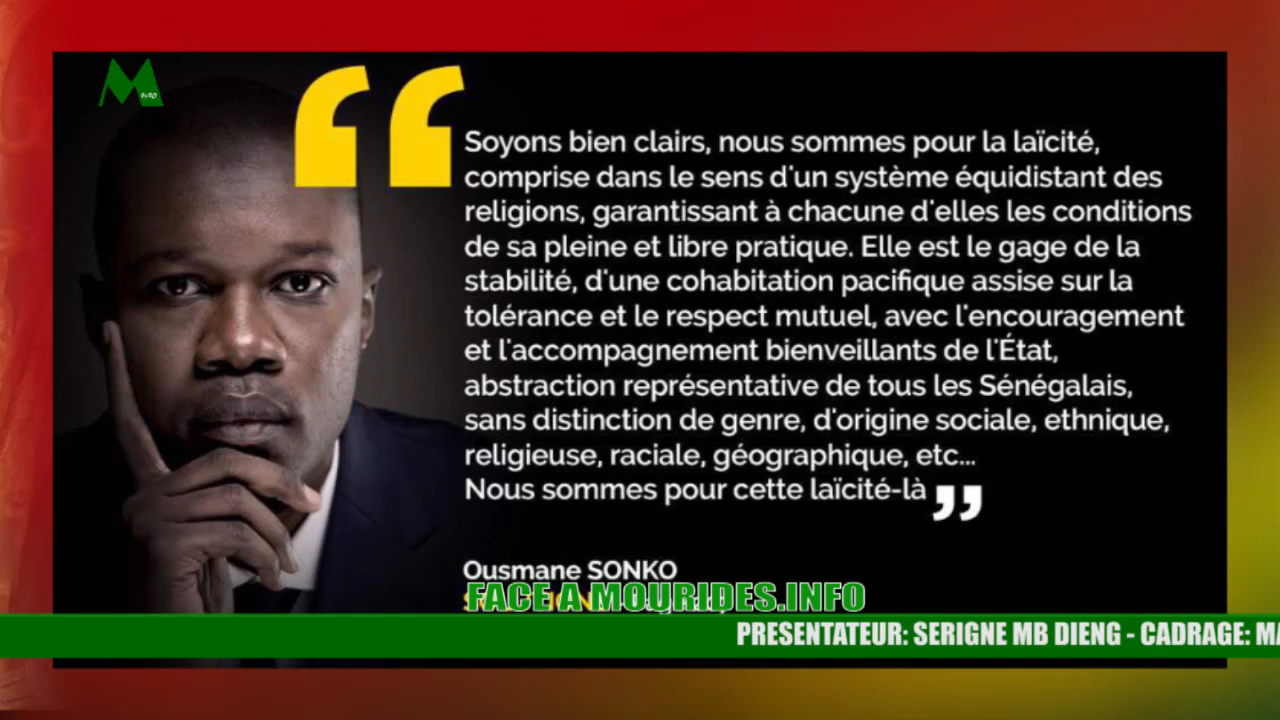 M
INFO
Soyons bien clairs, nous sommes pour la laïcité,
comprise dans le sens d'un système équidistant des
religions, garantissant à chacune d'elles les conditions
de sa pleine et libre pratique. Elle est le gage de la
stabilité, d'une cohabitation pacifique assise sur la
tolérance et le respect mutuel, avec l'encouragement
et l'accompagnement bienveillants de l'État,
abstraction représentative de tous les Sénégalais,
sans distinction de genre, d'origine sociale, ethnique,
religieuse, raciale, géographique, etc...
Nous sommes pour cette laïcité-là ”
Ousmane SONKO
FACE A MOURIDES.INFO
PRESENTATEUR: SERIGNE MB DIENG - CADRAGE: MA